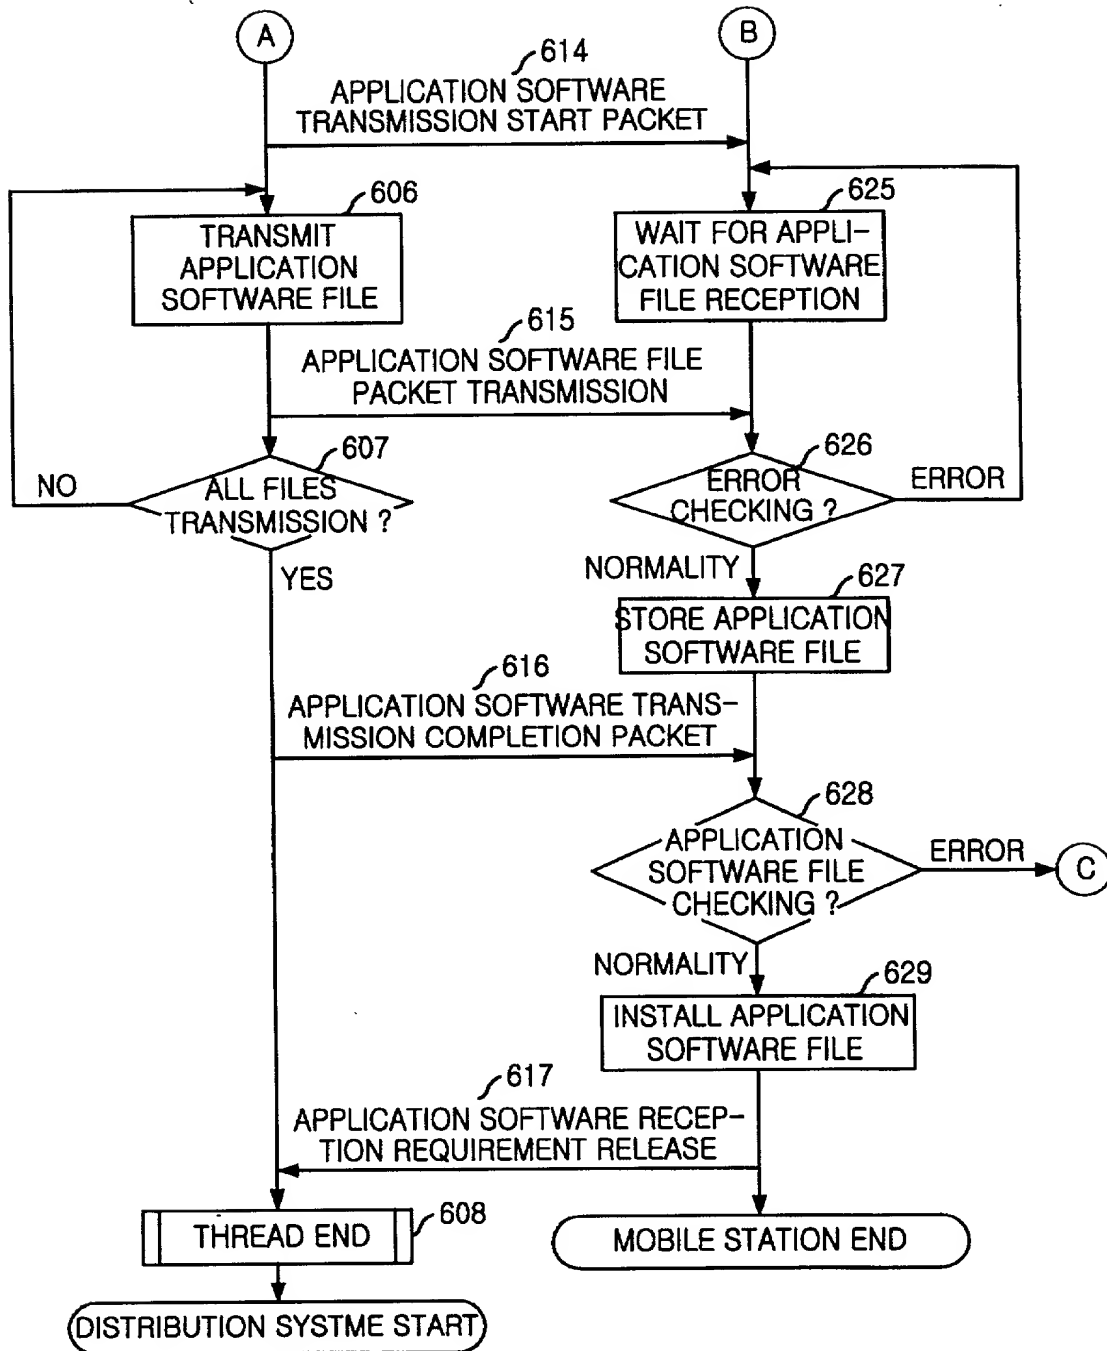 A
B
614
APPLICATION SOFTWARE
TRANSMISSION START PACKET
606
625
TRANSMIT
APPLICATION
SOFTWARE FILE
WAIT FOR APPLI-
CATION SOFTWARE
FILE RECEPTION
615
APPLICATION SOFTWARE FILE
PACKET TRANSMISSION
607
626
NO
ALL FILES
TRANSMISSION ?
ERROR
CHECKING ?
ERROR
YES
NORMALITY
627
STORE APPLICATION
SOFTWARE FILE
616
APPLICATION SOFTWARE TRANS-
MISSION COMPLETION PACKET
628
APPLICATION
SOFTWARE FILE
CHECKING ?
ERROR
C
NORMALITY
629
INSTALL APPLICATION
SOFTWARE FILE
617
APPLICATION SOFTWARE RECEP-
TION REQUIREMENT RELEASE
THREAD END
608
MOBILE STATION END
DISTRIBUTION SYSTME START